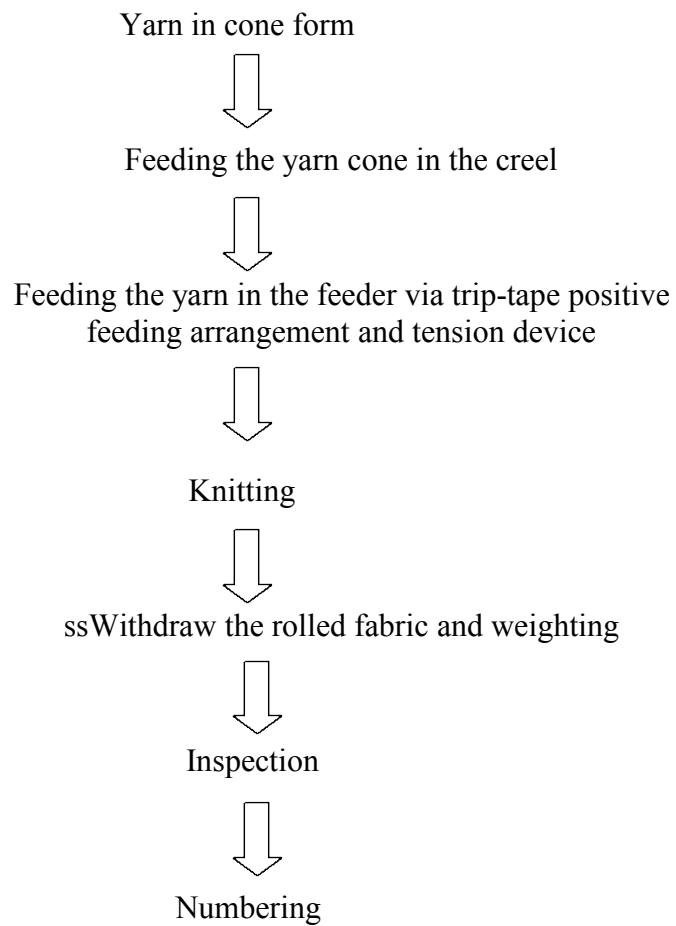 Yarn in cone form
Feeding the yarn cone in the creel
Feeding the yarn in the feeder via trip-tape positive
feeding arrangement and tension device
Knitting
ssWithdraw the rolled fabric and weighting
Inspection
Numbering